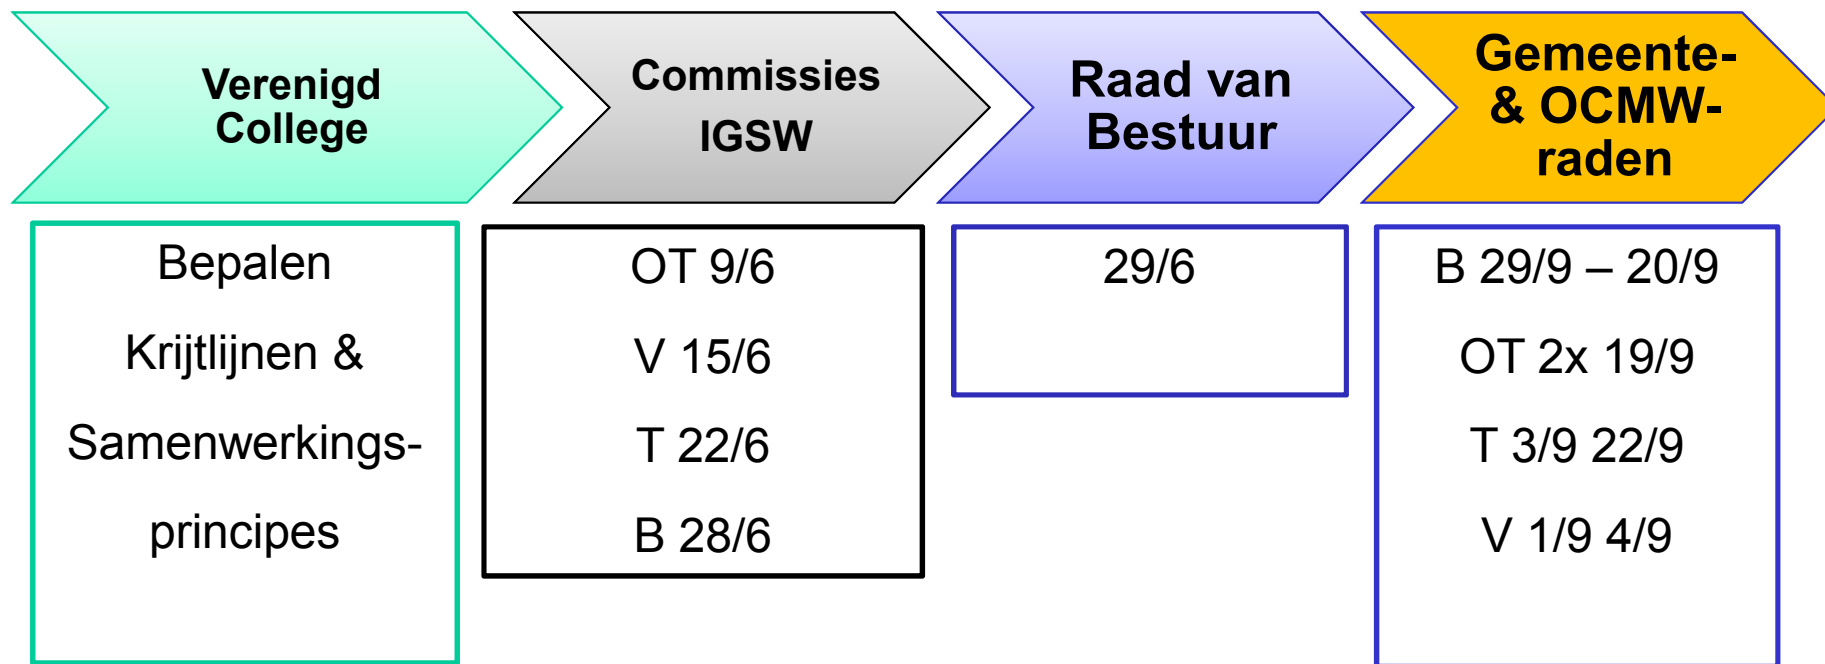 Verenigd
College
Commissies
IGSW
Raad van
Bestuur
Gemeente-
& OCMW-
raden
Bepalen
Krijtlijnen &
Samenwerkings-
principes
OT 9/6
V 15/6
T 22/6
B 28/6
29/6
B 29/9 – 20/9
OT 2x 19/9
T 3/9 22/9
V 1/9 4/9